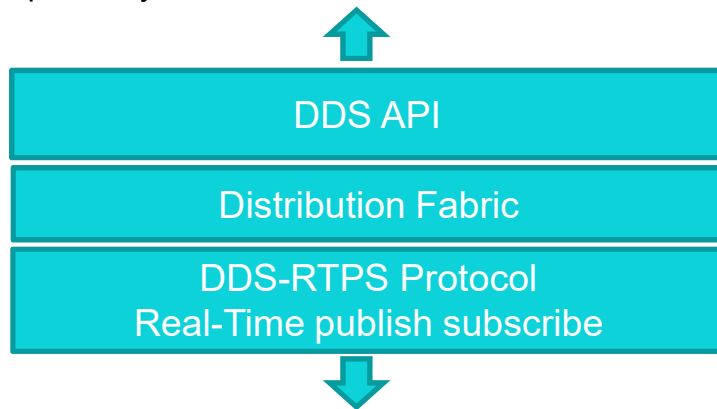 DDS API
Distribution Fabric
DDS-RTPS Protocol
Real-Time publish subscribe